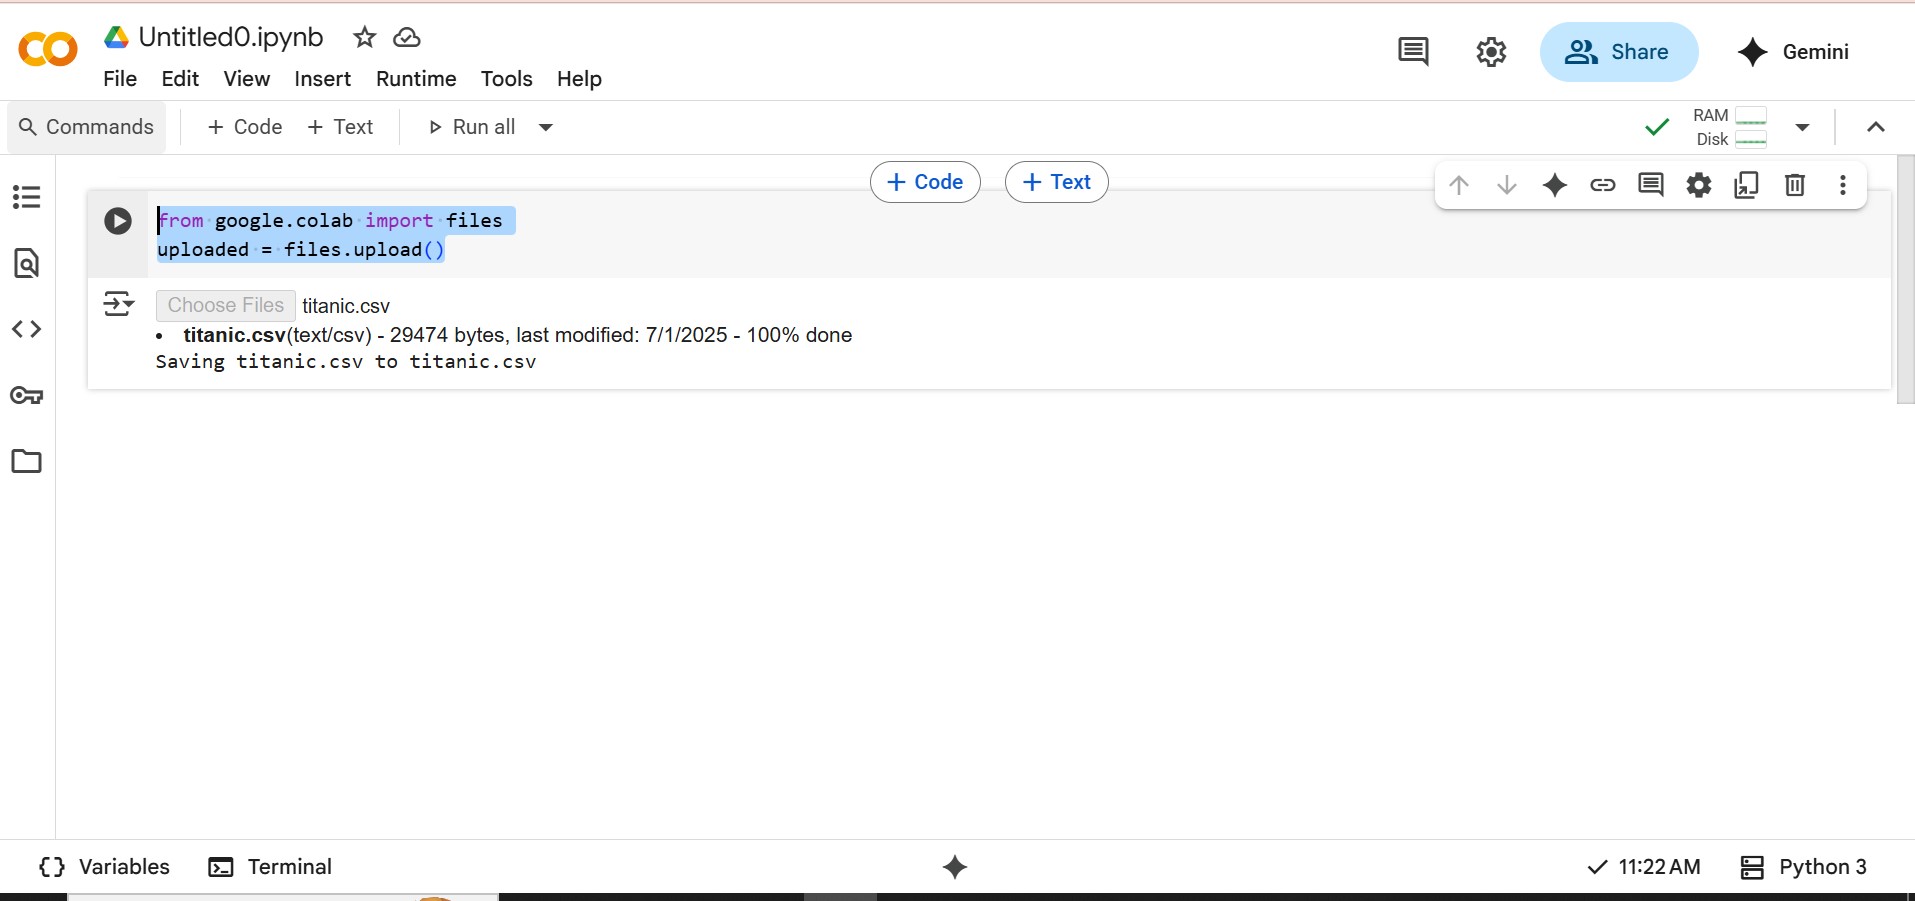 Untitled0.ipynb
File Edit View Insert Runtime Tools Help
Share
Gemini
Commands + Code + Text Run all
RAM
Disk
+ Code + Text
from google.colab import files
uploaded = files.upload()
Choose Files titanic.csv
• titanic.csv(text/csv) - 29474 bytes, last modified: 7/1/2025 - 100% done
Saving titanic.csv to titanic.csv
Variables Terminal
11:22 AM Python 3